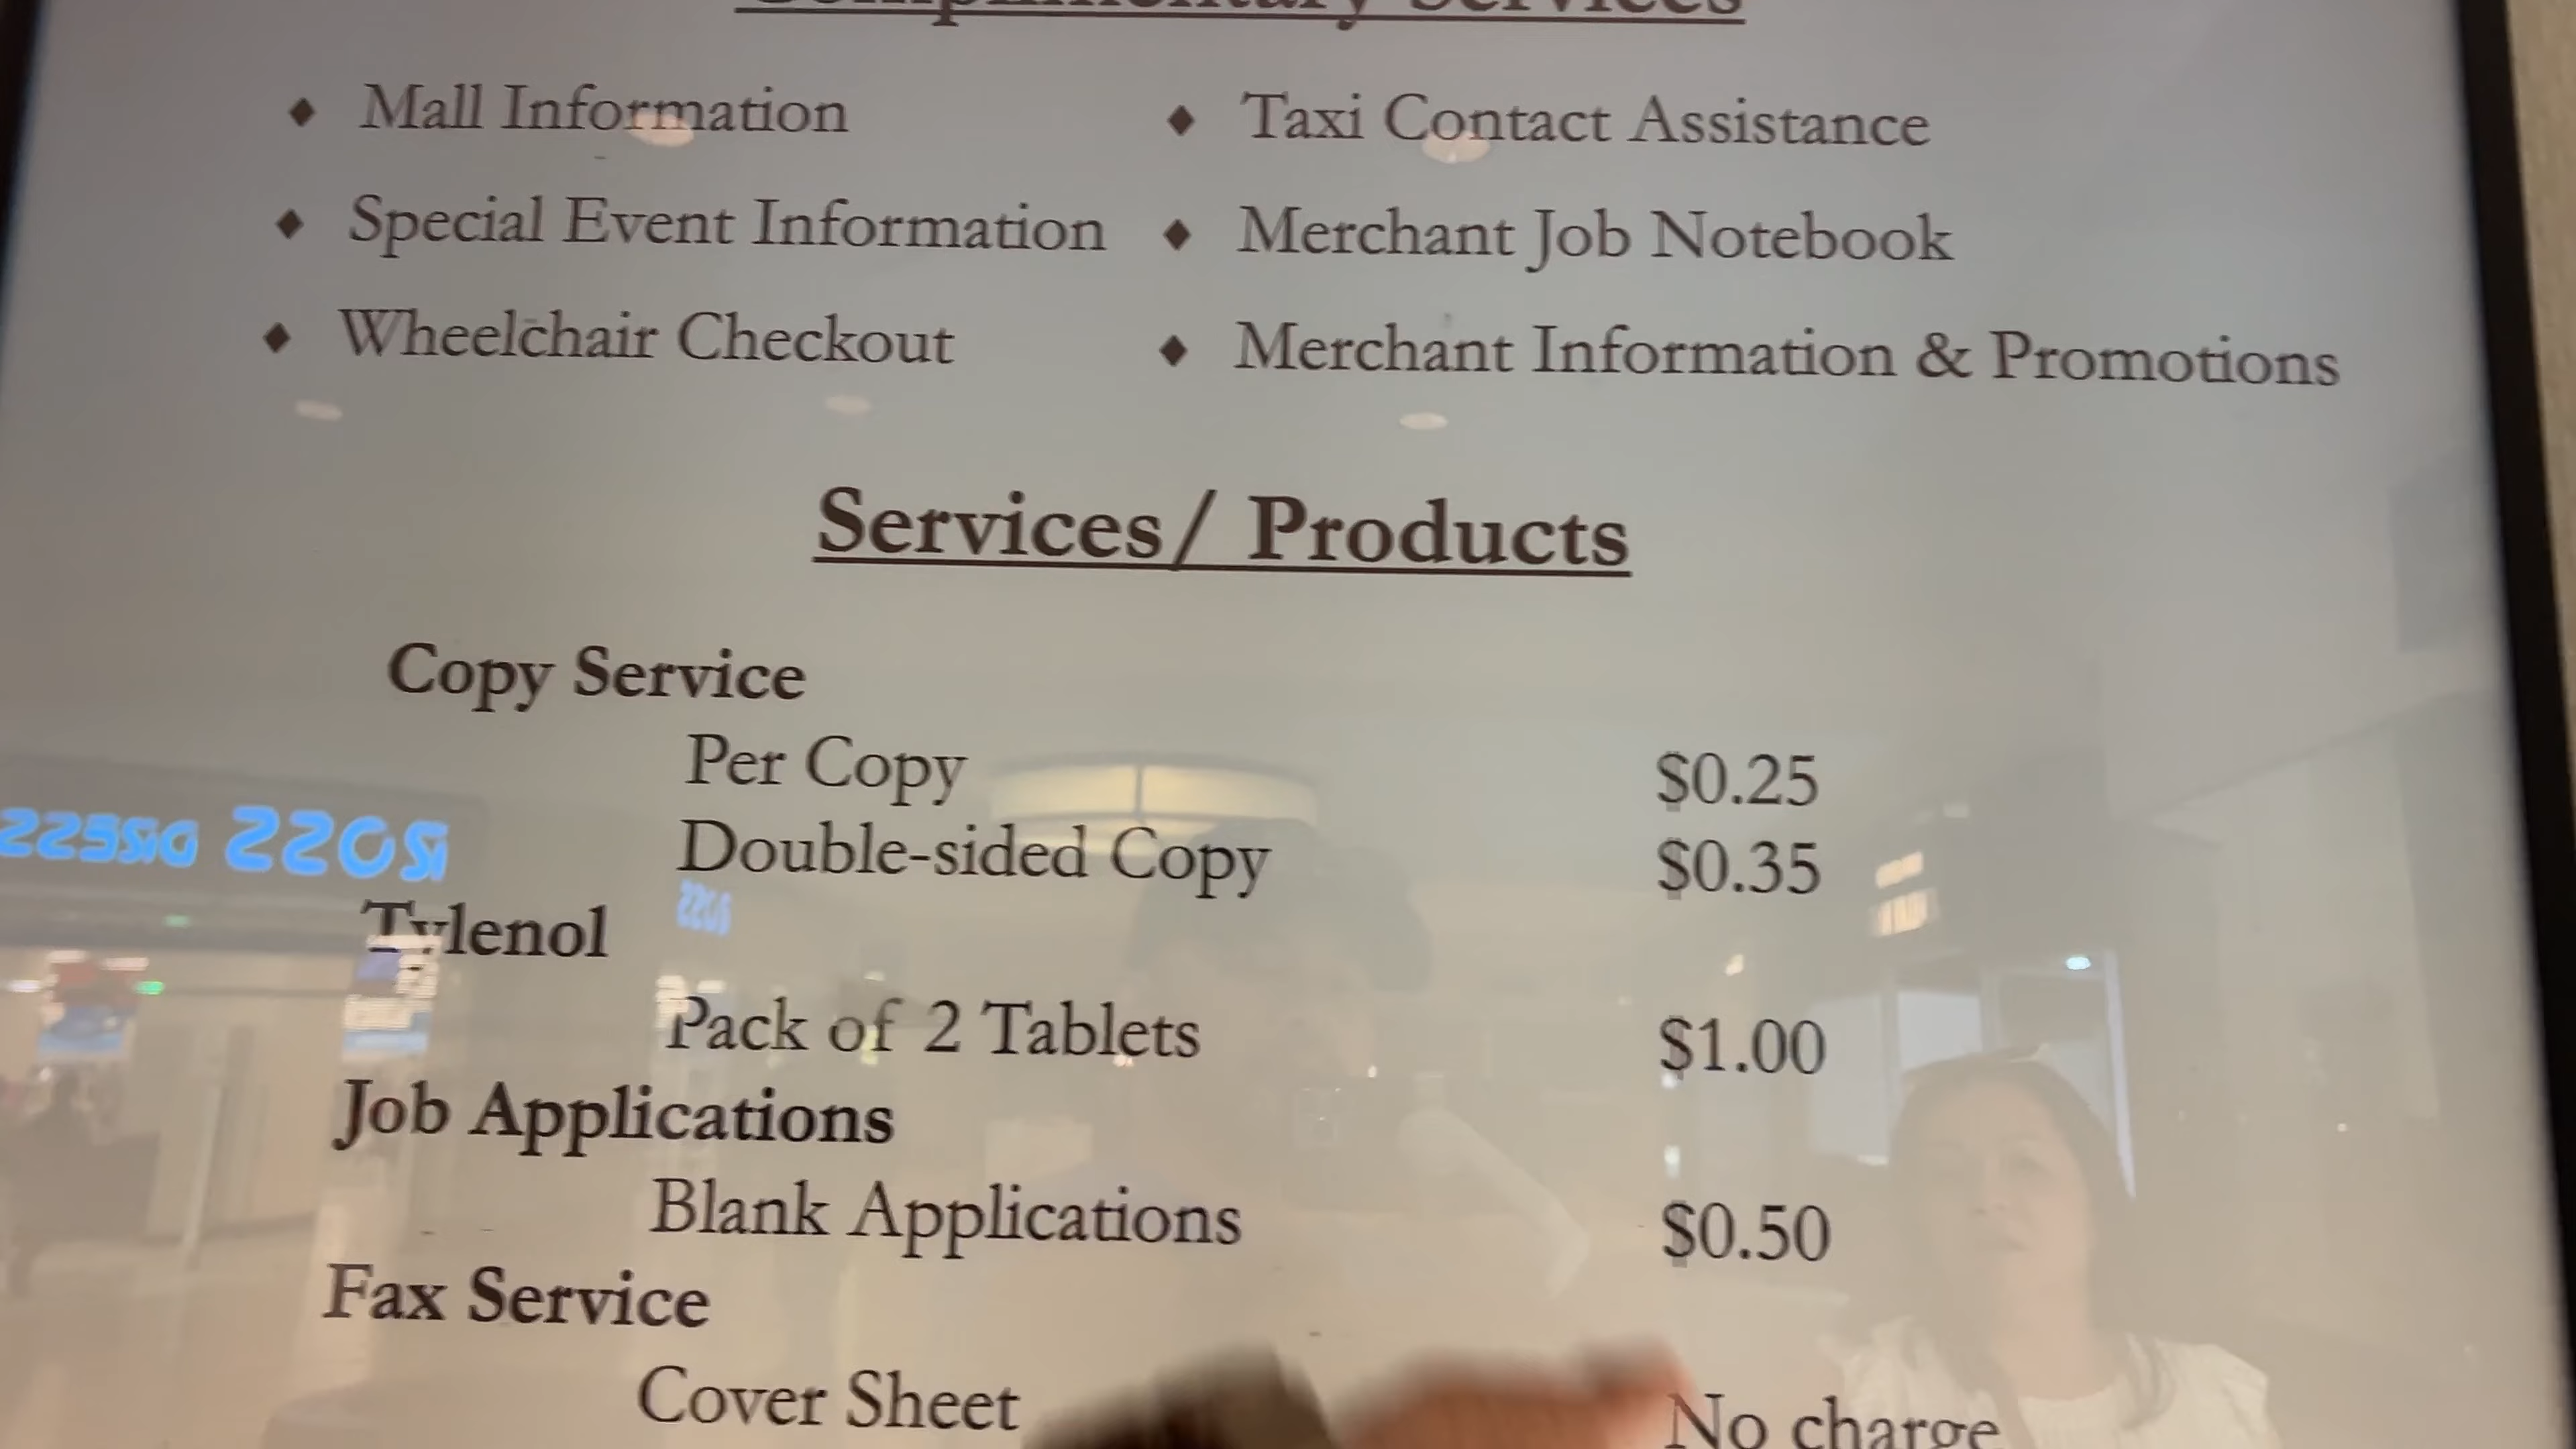 Complimentary Services
♦ Mall Information ♦ Taxi Contact Assistance
♦ Special Event Information ♦ Merchant Job Notebook
♦ Wheelchair Checkout ♦ Merchant Information & Promotions
Services/ Products
Copy Service
Per Copy $0.25
Double-sided Copy $0.35
Tylenol
Pack of 2 Tablets $1.00
Job Applications
Blank Applications $0.50
Fax Service
Cover Sheet No charge